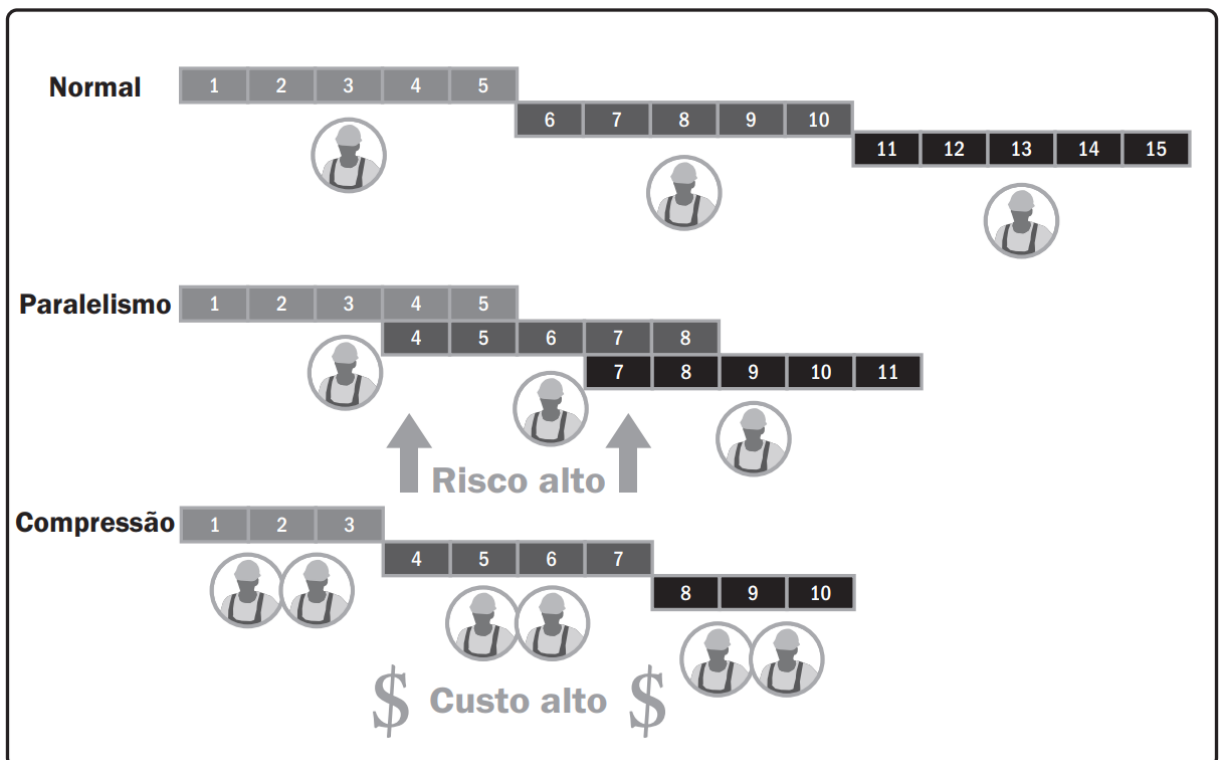 Normal
1 2 3 4 5
6 7 8 9 10
11 12 13 14 15
Paralelismo
1 2 3 4 5
4 5 6 7 8
7 8 9 10 11
Risco alto
Compressão
1 2 3
4 5 6 7
8 9 10
$ Custo alto $